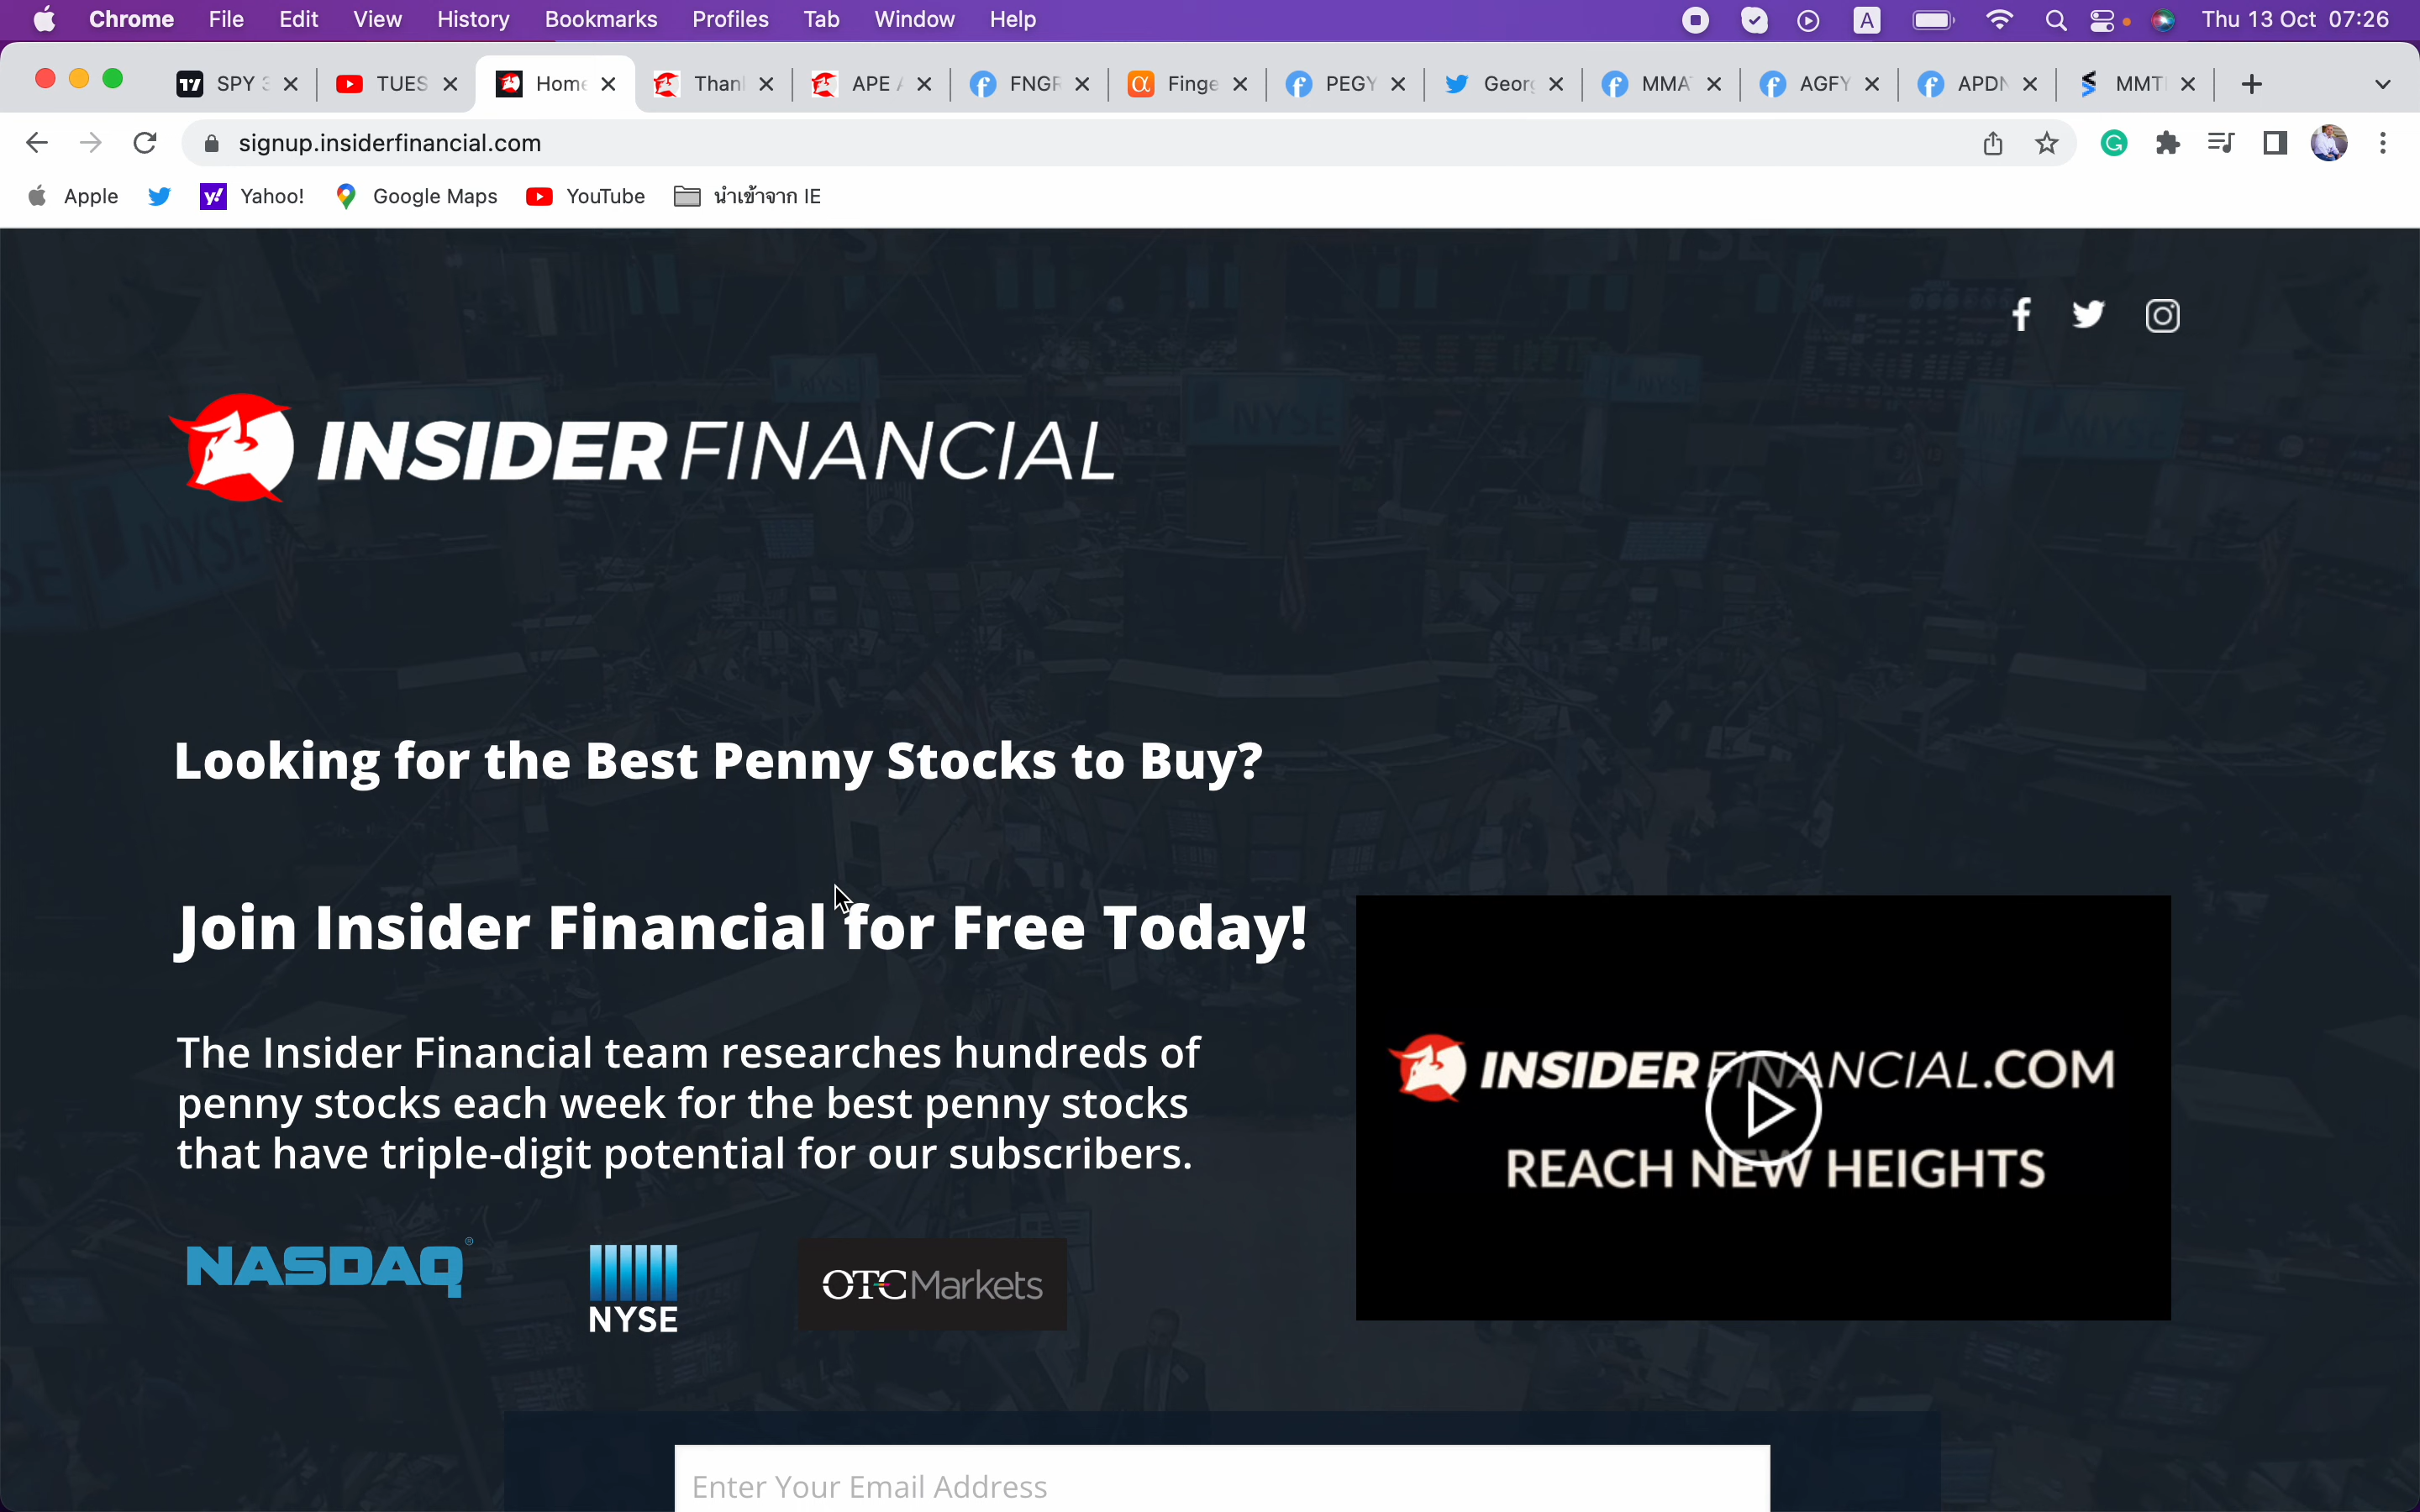 Chrome File Edit View History Bookmarks Profiles Tab Window Help A Thu 13 Oct 07:26
SPY TUES Home Than APE FNGR Finge PEGY Geor MMA AGFY APDN MMT
signup.insiderfinancial.com
Apple Yahoo! Google Maps YouTube นำเข้าจาก IE
INSIDER FINANCIAL
Looking for the Best Penny Stocks to Buy?
Join Insider Financial for Free Today!
The Insider Financial team researches hundreds of
penny stocks each week for the best penny stocks
that have triple-digit potential for our subscribers.
INSIDERFINANCIAL.COM
REACH NEW HEIGHTS
NASDAQ®
NYSE
OTC Markets
Enter Your Email Address